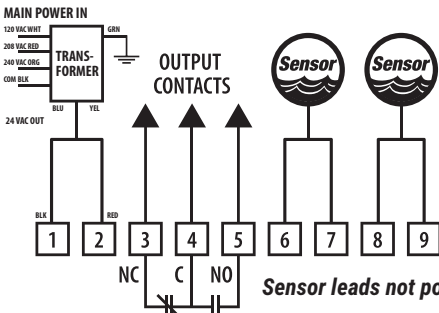 MAIN POWER IN
120 VAC WHT
GRN
208 VAC RED
240 VAC ORG
COM BLK
TRANS-
FORMER
BLU YEL
24 VAC OUT
OUTPUT
CONTACTS
Sensor
Sensor
BLK
RED
1 2 3 4 5 6 7 8 9
NC C NO
Sensor leads not po